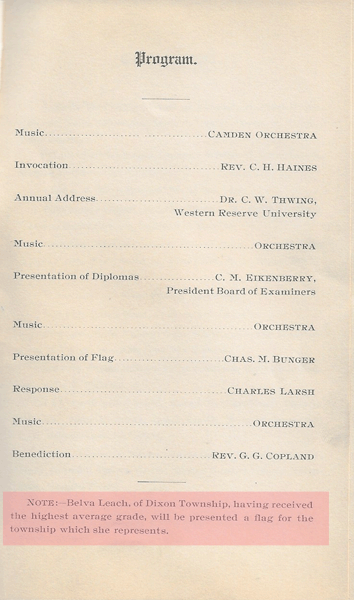 Program.
Music........................ CAMDEN ORCHESTRA
Invocation........................ REV. C. H. HAINES
Annual Address........................ DR. C. W. THWING,
Western Reserve University
Music........................ ORCHESTRA
Presentation of Diplomas................ C. M. EIKENBERRY,
President Board of Examiners
Music........................ ORCHESTRA
Presentation of Flag........................ CHAS. M. BUNGER
Response........................ CHARLES LARSH
Music........................ ORCHESTRA
Benediction........................ REV. G. G. COPLAND
NOTE:—Belva Leach, of Dixon Township, having received
the highest average grade, will be presented a flag for the
township which she represents.